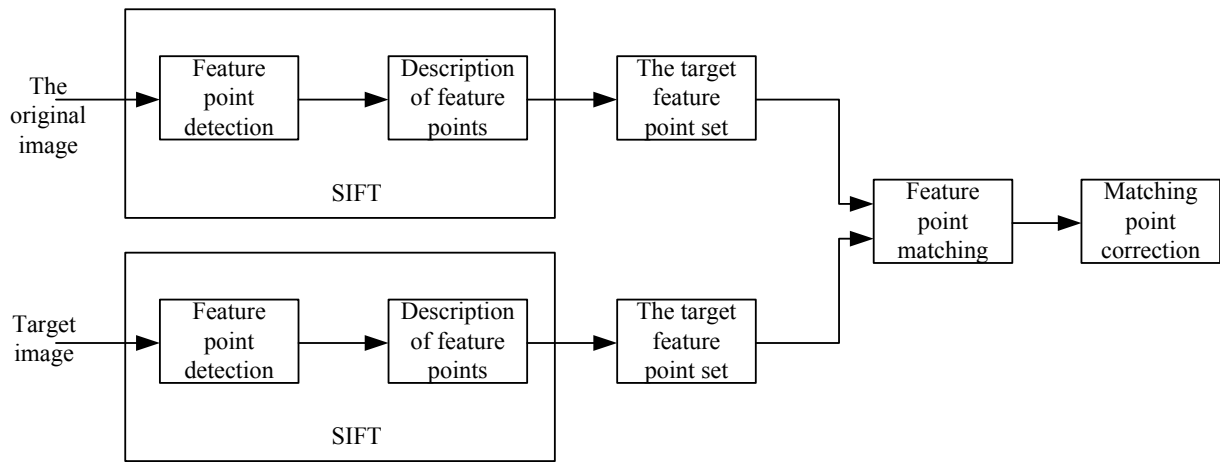 The
original
image
Feature
point
detection
Description
of feature
points
SIFT
The target
feature
point set
Target
image
Feature
point
detection
Description
of feature
points
SIFT
The target
feature
point set
Feature
point
matching
Matching
point
correction